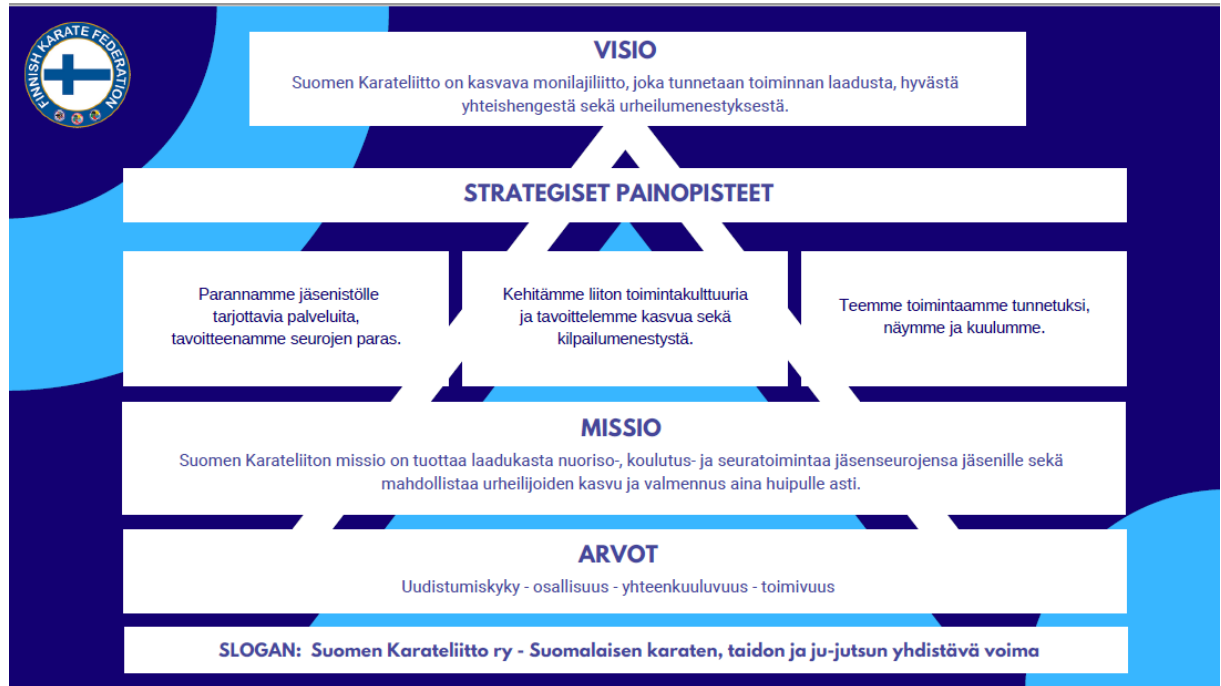 FINNISH KARATE FEDERATION
VISIO
Suomen Karateliitto on kasvava monilajiliitto, joka tunnetaan toiminnan laadusta, hyvästä
yhteishengestä sekä urheilumenestyksestä.
STRATEGISET PAINOPISTEET
Parannamme jäsenistölle
tarjottavia palveluita,
tavoitteenamme seurojen paras.
Kehitämme liiton toimintakulttuuria
ja tavoittelemme kasvua sekä
kilpailumenestystä.
Teemme toimintaamme tunnetuksi,
näymme ja kuulumme.
MISSIO
Suomen Karateliiton missio on tuottaa laadukasta nuoriso-, koulutus- ja seuratoimintaa jäsenseurojensa jäsenille sekä
mahdollistaa urheilijoiden kasvu ja valmennus aina huipulle asti.
ARVOT
Uudistumiskyky - osallisuus - yhteenkuuluvuus - toimivuus
SLOGAN: Suomen Karateliitto ry - Suomalaisen karaten, taidon ja ju-jutsun yhdistävä voima